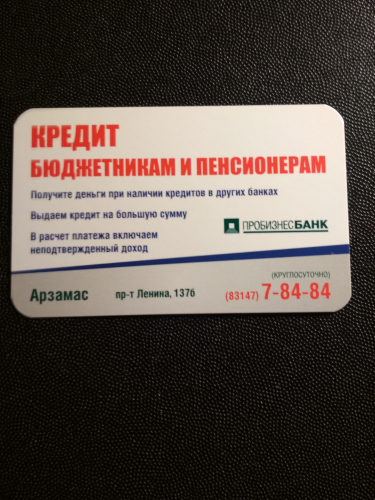 КРЕДИТ
БЮДЖЕТНИКАМ И ПЕНСИОНЕРАМ
Получите деньги при наличии кредитов в других банках
Выдаем кредит на большую сумму
В расчет платежа включаем
неподтвержденный доход
ПРОБИЗНЕСБАНК
(КРУГЛОСУТОЧНО)
Арзамас пр-т Ленина, 137б (83147) 7-84-84